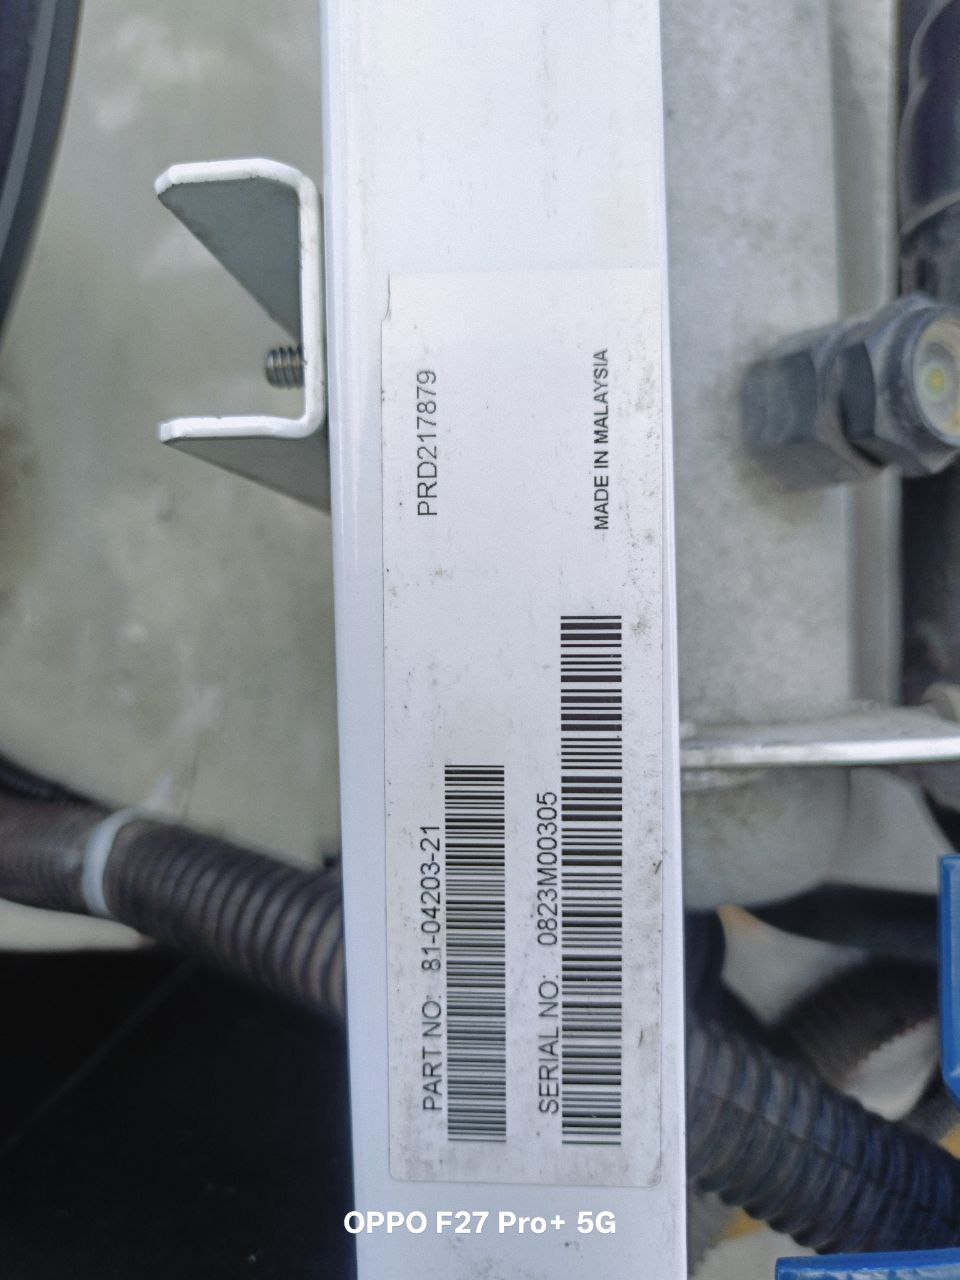 PRD217879
MADE IN MALAYSIA
PART NO: 81-04203-21
SERIAL NO: 0823M00305
OPPO F27 Pro+ 5G